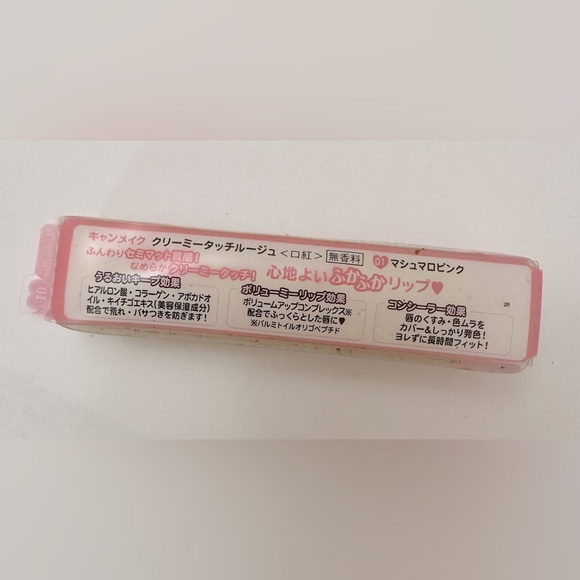 キャンメイク クリーミータッチルージュ <口紅> 無香料 01 マシュマロピンク
ふんわりセミマット質感!
なめらかクリーミータッチ! 心地よいふかふかリップ♥
うるおいキープ効果
ヒアルロン酸・コラーゲン・アボカドオ
イル・キイチゴエキス(美容保湿成分)
配合で荒れ・パサつきを防ぎます!
ボリューミーリップ効果
ボリュームアップコンプレックス※
配合でふっくらとした唇に♥
※パルミトイルオリゴペプチド
コンシーラー効果
唇のくすみ・色ムラを
カバー&しっかり発色!
ヨレずに長時間フィット!